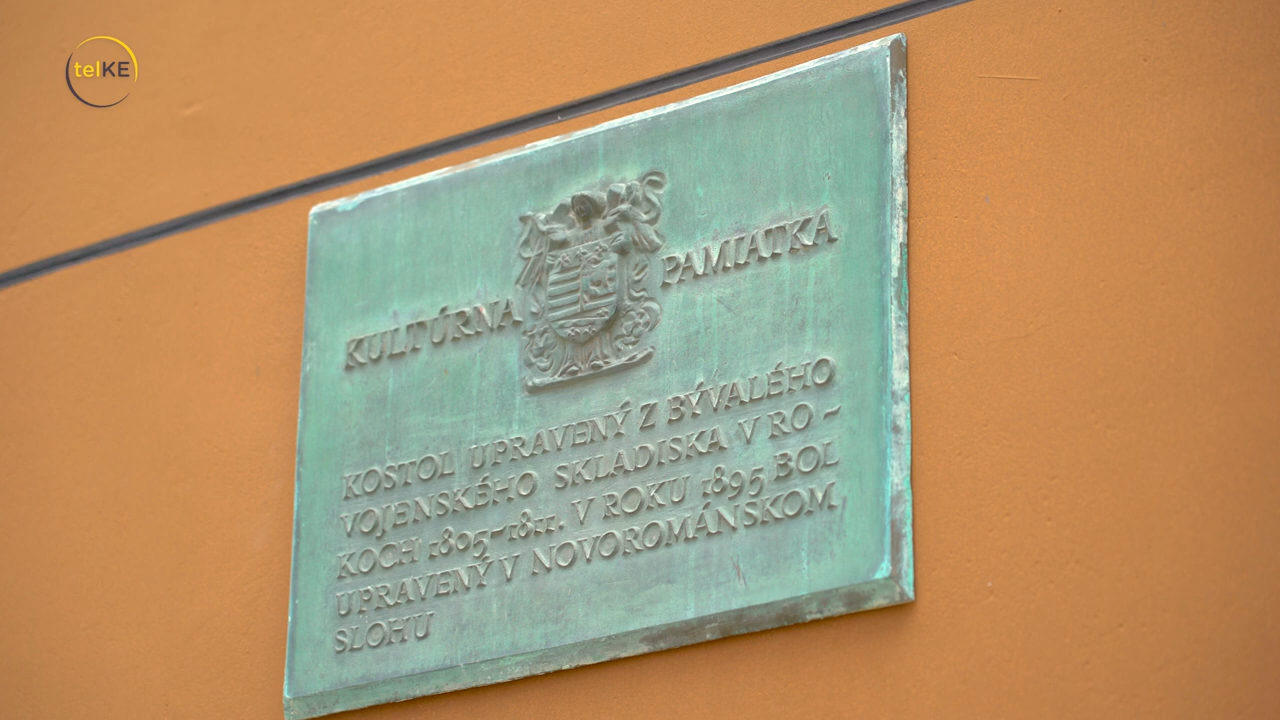 telKE
KULTÚRNA PAMIATKA
KOSTOL UPRAVENÝ Z BÝVALÉHO
VOJENSKÉHO SKLADISKA V RO-
KOCH 1805-1811. V ROKU 1895 BOL
UPRAVENÝ V NOVOROMÁNSKOM
SLOHU